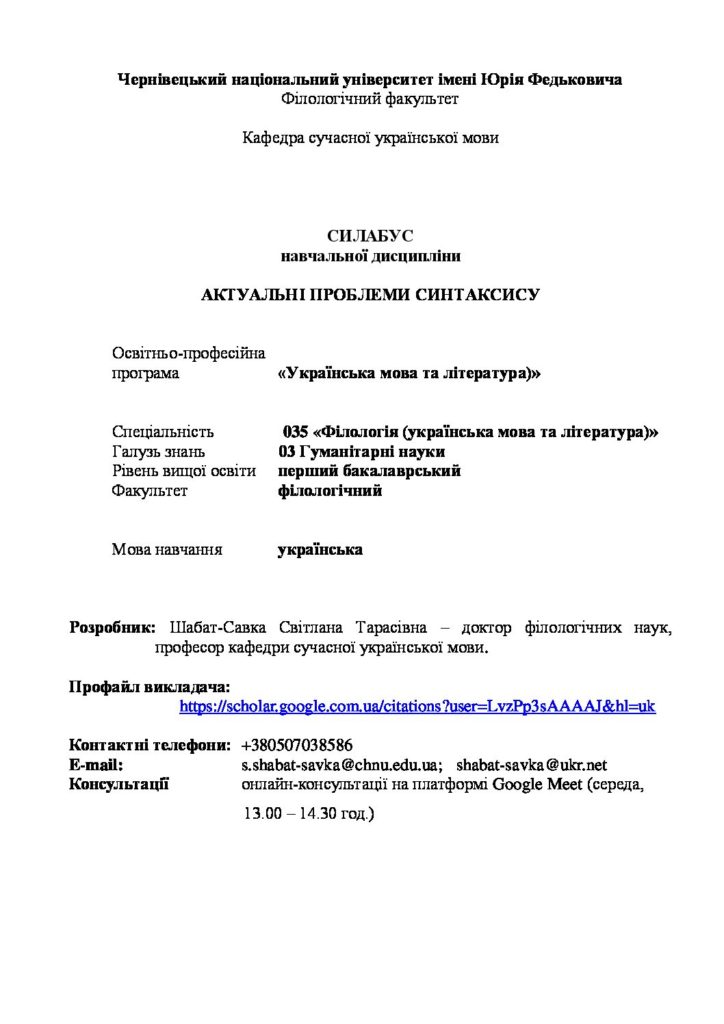 Чернівецький національний університет імені Юрія Федьковича
Філологічний факультет
Кафедра сучасної української мови
СИЛАБУС
навчальної дисципліни
АКТУАЛЬНІ ПРОБЛЕМИ СИНТАКСИСУ
Освітньо-професійна
програма «Українська мова та література)»
Спеціальність 035 «Філологія (українська мова та література)»
Галузь знань 03 Гуманітарні науки
Рівень вищої освіти перший бакалаврський
Факультет філологічний
Мова навчання українська
Розробник: Шабат-Савка Світлана Тарасівна – доктор філологічних наук,
професор кафедри сучасної української мови.
Профайл викладача:
https://scholar.google.com.ua/citations?user=LvzPp3sAAAAJ&hl=uk
Контактні телефони: +380507038586
E-mail: s.shabat-savka@chnu.edu.ua; shabat-savka@ukr.net
Консультації онлайн-консультації на платформі Google Meet (середа,
13.00 – 14.30 год.)